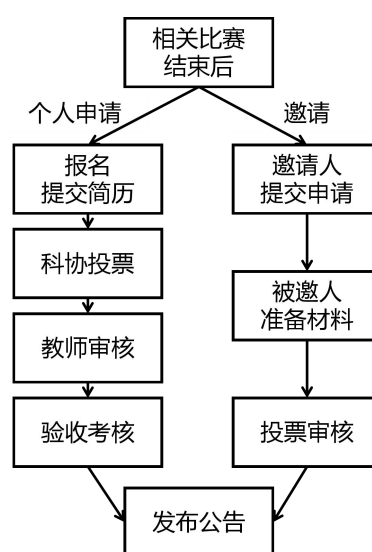 相关比赛
结束后
个人申请
邀请
报名
提交简历
邀请人
提交申请
科协投票
被邀人
准备材料
教师审核
验收考核
投票审核
发布公告